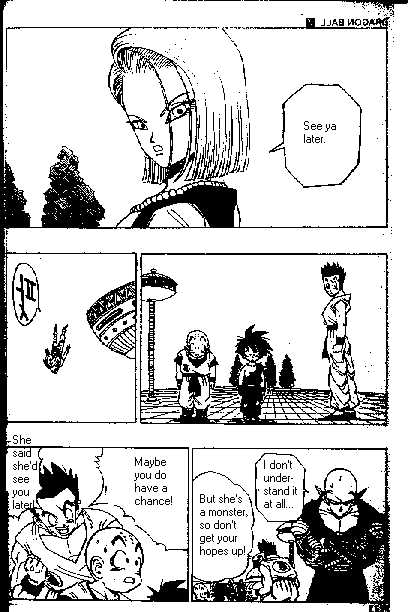 DRAGON BALL
See ya
later.
She
said
she'd
see
you
later
Maybe
you do
have a
chance!
But she's
a monster,
so don't
get your
hopes up!
I don't
under-
stand it
at all...